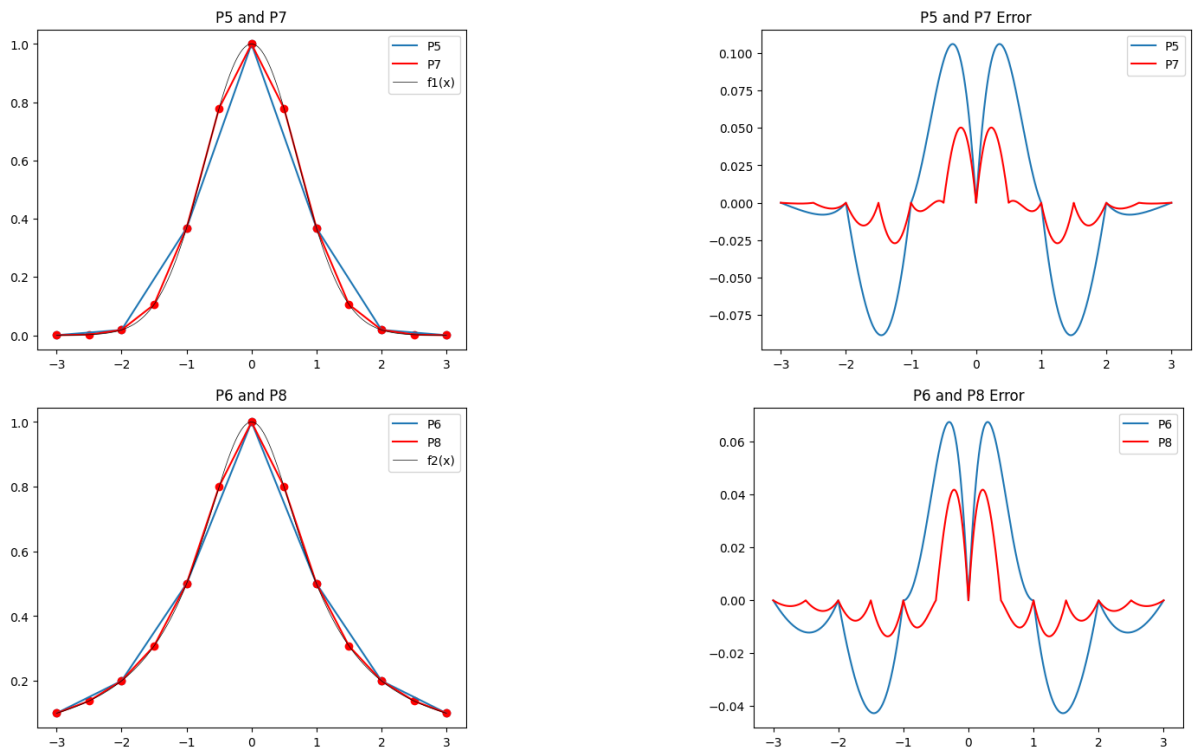 P5 and P7
P5
P7
f1(x)
1.0
0.8
0.6
0.4
0.2
0.0
−3 −2 −1 0 1 2 3
P5 and P7 Error
P5
P7
0.100
0.075
0.050
0.025
0.000
−0.025
−0.050
−0.075
−3 −2 −1 0 1 2 3
P6 and P8
P6
P8
f2(x)
1.0
0.8
0.6
0.4
0.2
−3 −2 −1 0 1 2 3
P6 and P8 Error
P6
P8
0.06
0.04
0.02
0.00
−0.02
−0.04
−3 −2 −1 0 1 2 3